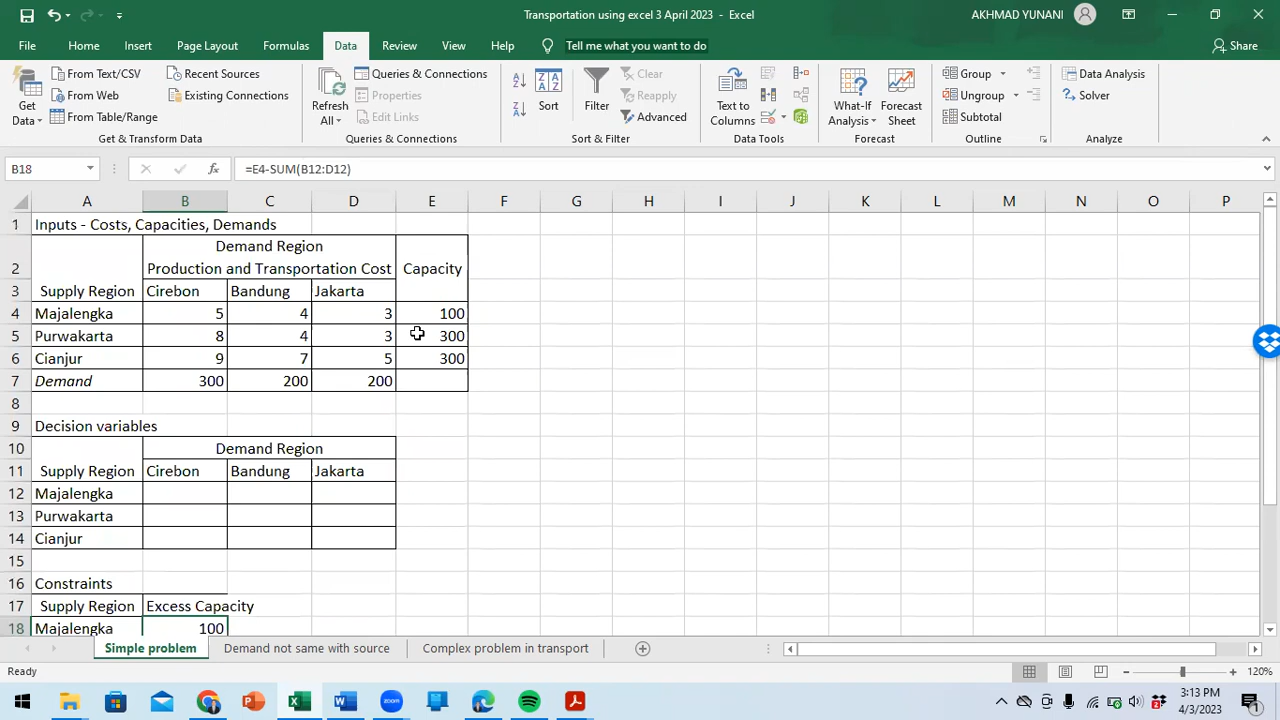 Transportation using excel 3 April 2023 - Excel
AKHMAD YUNANI
File Home Insert Page Layout Formulas Data Review View Help Tell me what you want to do Share
Get Data
From Text/CSV
From Web
From Table/Range
Recent Sources
Existing Connections
Get & Transform Data
Refresh All
Queries & Connections
Properties
Edit Links
Queries & Connections
Sort
Filter
Clear
Reapply
Advanced
Sort & Filter
Text to Columns
Data Tools
What-If Analysis
Forecast Sheet
Forecast
Group
Ungroup
Subtotal
Outline
Data Analysis
Solver
Analyze
B18 fx =E4-SUM(B12:D12)
A B C D E F G H I J K L M N O P
1 Inputs - Costs, Capacities, Demands
Demand Region
2 Production and Transportation Cost Capacity
3 Supply Region Cirebon Bandung Jakarta
4 Majalengka 5 4 3 100
5 Purwakarta 8 4 3 300
6 Cianjur 9 7 5 300
7 Demand 300 200 200
8
9 Decision variables
10 Demand Region
11 Supply Region Cirebon Bandung Jakarta
12 Majalengka
13 Purwakarta
14 Cianjur
15
16 Constraints
17 Supply Region Excess Capacity
18 Majalengka 100
Simple problem Demand not same with source Complex problem in transport
Ready 120%
3:13 PM
4/3/2023